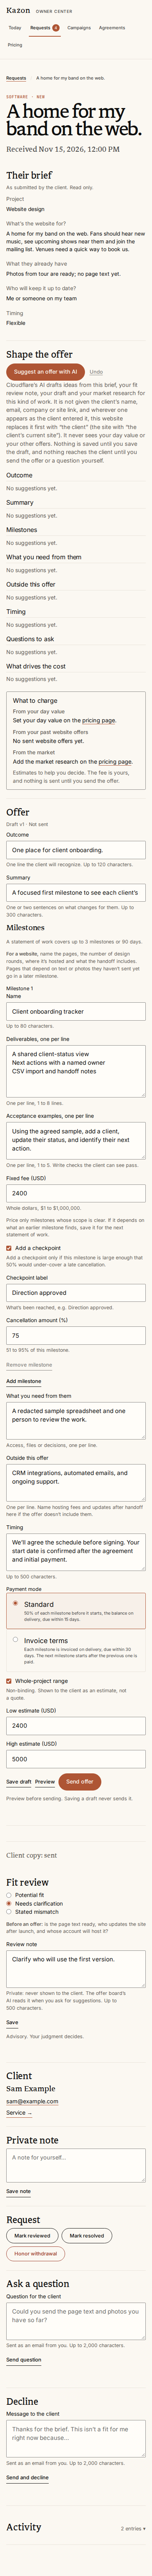 Kazon OWNER CENTER
Today Requests 2 Campaigns Agreements
Pricing
Requests A home for my band on the web.
SOFTWARE · NEW
A home for my
band on the web.
Received Nov 15, 2026, 12:00 PM
Their brief
As submitted by the client. Read only.
Project
Website design
What's the website for?
A home for my band on the web. Fans should hear new
music, see upcoming shows near them and join the
mailing list. Venues need a quick way to book us.
What they already have
Photos from a tour are ready; no page text yet.
Who will keep it up to date?
Me or someone on my team
Timing
Flexible
Shape the offer
Suggest an offer with AI Undo
Cloudflare's AI drafts ideas from this brief, your fit
review note, your draft and your market research for
this kind of work. It is not given the client's name,
email, company or site link, and wherever one
appears as the client entered it, the website
replaces it first with "the client" (the site with "the
client's current site"). It never sees your day value or
your other offers. Nothing is saved until you save
the draft, and nothing reaches the client until you
send the offer or a question yourself.
Outcome
No suggestions yet.
Summary
No suggestions yet.
Milestones
No suggestions yet.
What you need from them
No suggestions yet.
Outside this offer
No suggestions yet.
Timing
No suggestions yet.
Questions to ask
No suggestions yet.
What drives the cost
No suggestions yet.
What to charge
From your day value
Set your day value on the pricing page.
From your past website offers
No sent website offers yet.
From the market
Add the market research on the pricing page.
Estimates to help you decide. The fee is yours,
and nothing is sent until you send the offer.
Offer
Draft v1 · Not sent
Outcome
One place for client onboarding.
One line the client will recognize. Up to 120 characters.
Summary
A focused first milestone to see each client's
One or two sentences on what changes for them. Up to
300 characters.
Milestones
A statement of work covers up to 3 milestones or 90 days.
For a website, name the pages, the number of design
rounds, where it's hosted and what the handoff includes.
Pages that depend on text or photos they haven't sent yet
go in a later milestone.
Milestone 1
Name
Client onboarding tracker
Up to 80 characters.
Deliverables, one per line
A shared client-status view
Next actions with a named owner
CSV import and handoff notes
One per line, 1 to 8 lines.
Acceptance examples, one per line
Using the agreed sample, add a client,
update their status, and identify their next
action.
One per line, 1 to 5. Write checks the client can see pass.
Fixed fee (USD)
2400
Whole dollars, $1 to $1,000,000.
Price only milestones whose scope is clear. If it depends on
what an earlier milestone finds, save it for the next
statement of work.
Add a checkpoint
Add a checkpoint only if this milestone is large enough that
50% would under-cover a late cancellation.
Checkpoint label
Direction approved
What's been reached, e.g. Direction approved.
Cancellation amount (%)
75
51 to 95% of this milestone.
Remove milestone
Add milestone
What you need from them
A redacted sample spreadsheet and one
person to review the work.
Access, files or decisions, one per line.
Outside this offer
CRM integrations, automated emails, and
ongoing support.
One per line. Name hosting fees and updates after handoff
here if the offer doesn't include them.
Timing
We'll agree the schedule before signing. Your
start date is confirmed after the agreement
and initial payment.
Up to 500 characters.
Payment mode
Standard
50% of each milestone before it starts, the balance on
delivery, due within 15 days.
Invoice terms
Each milestone is invoiced on delivery, due within 30
days. The next milestone starts after the previous one is
paid.
Whole-project range
Non-binding. Shown to the client as an estimate, not
a quote.
Low estimate (USD)
2400
High estimate (USD)
5000
Save draft Preview Send offer
Preview before sending. Saving a draft never sends it.
Client copy: sent
Fit review
Potential fit
Needs clarification
Stated mismatch
Before an offer: is the page text ready, who updates the site
after launch, and whose account will host it?
Review note
Clarify who will use the first version.
Private: never shown to the client. The offer board's
AI reads it when you ask for suggestions. Up to
500 characters.
Save
Advisory. Your judgment decides.
Client
Sam Example
sam@example.com
Service →
Private note
A note for yourself...
Save note
Request
Mark reviewed Mark resolved
Honor withdrawal
Ask a question
Question for the client
Could you send the page text and photos you
have so far?
Sent as an email from you. Up to 2,000 characters.
Send question
Decline
Message to the client
Thanks for the brief. This isn't a fit for me
right now because...
Sent as an email from you. Up to 2,000 characters.
Send and decline
Activity 2 entries ▾